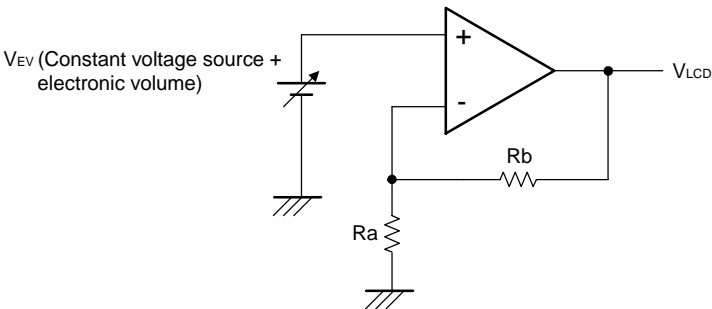 VEV (Constant voltage source +
electronic volume)
+
-
VLCD
Rb
Ra